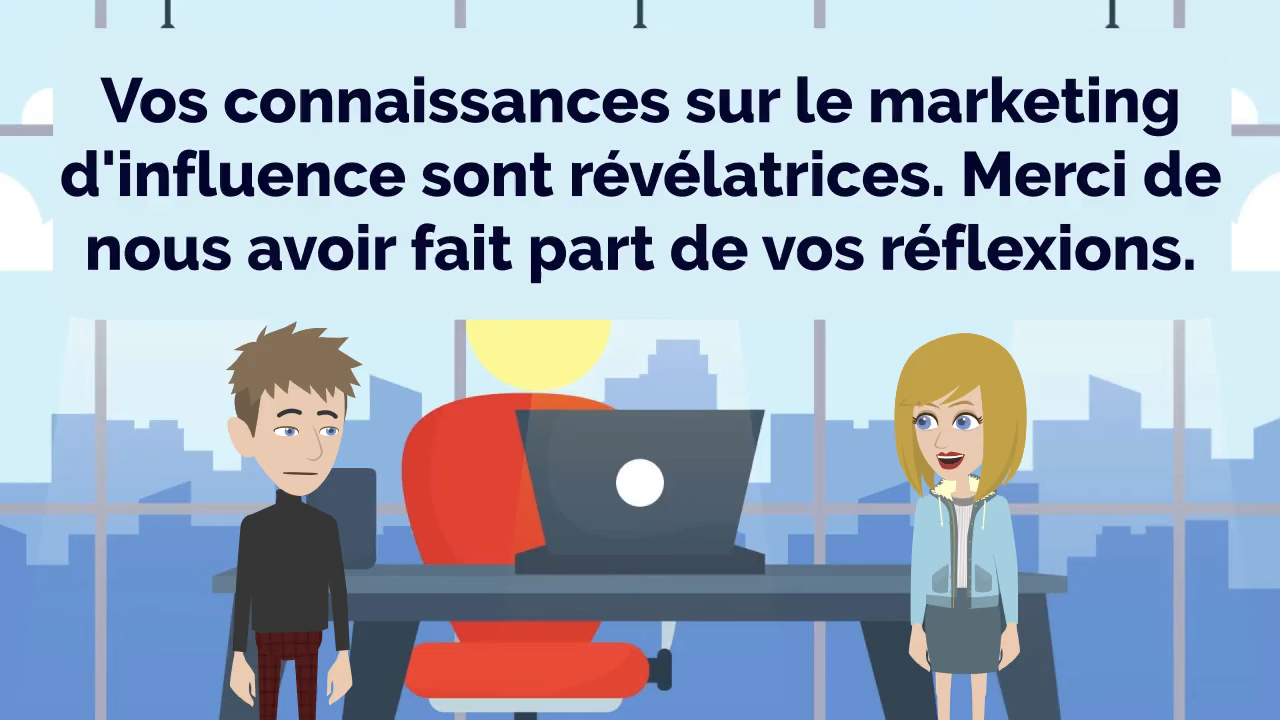 Vos connaissances sur le marketing
d'influence sont révélatrices. Merci de
nous avoir fait part de vos réflexions.